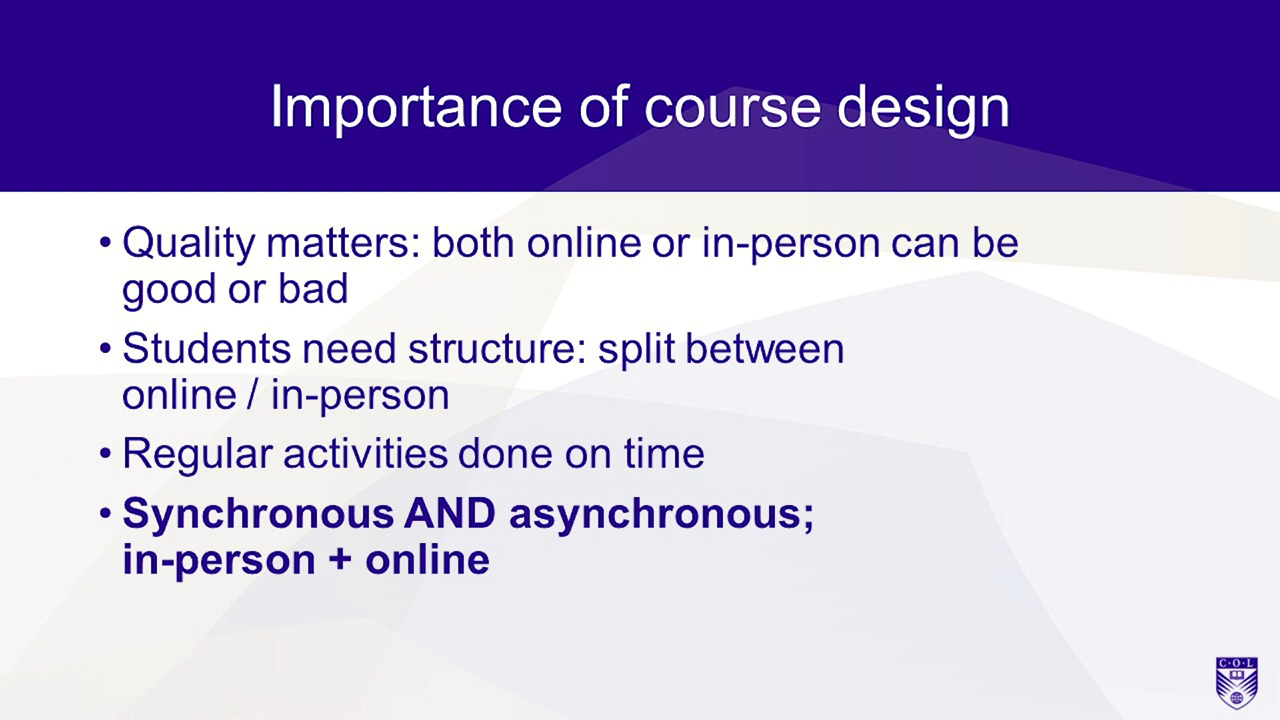 Importance of course design
• Quality matters: both online or in-person can be
good or bad
• Students need structure: split between
online / in-person
• Regular activities done on time
• Synchronous AND asynchronous;
in-person + online
C·O·L